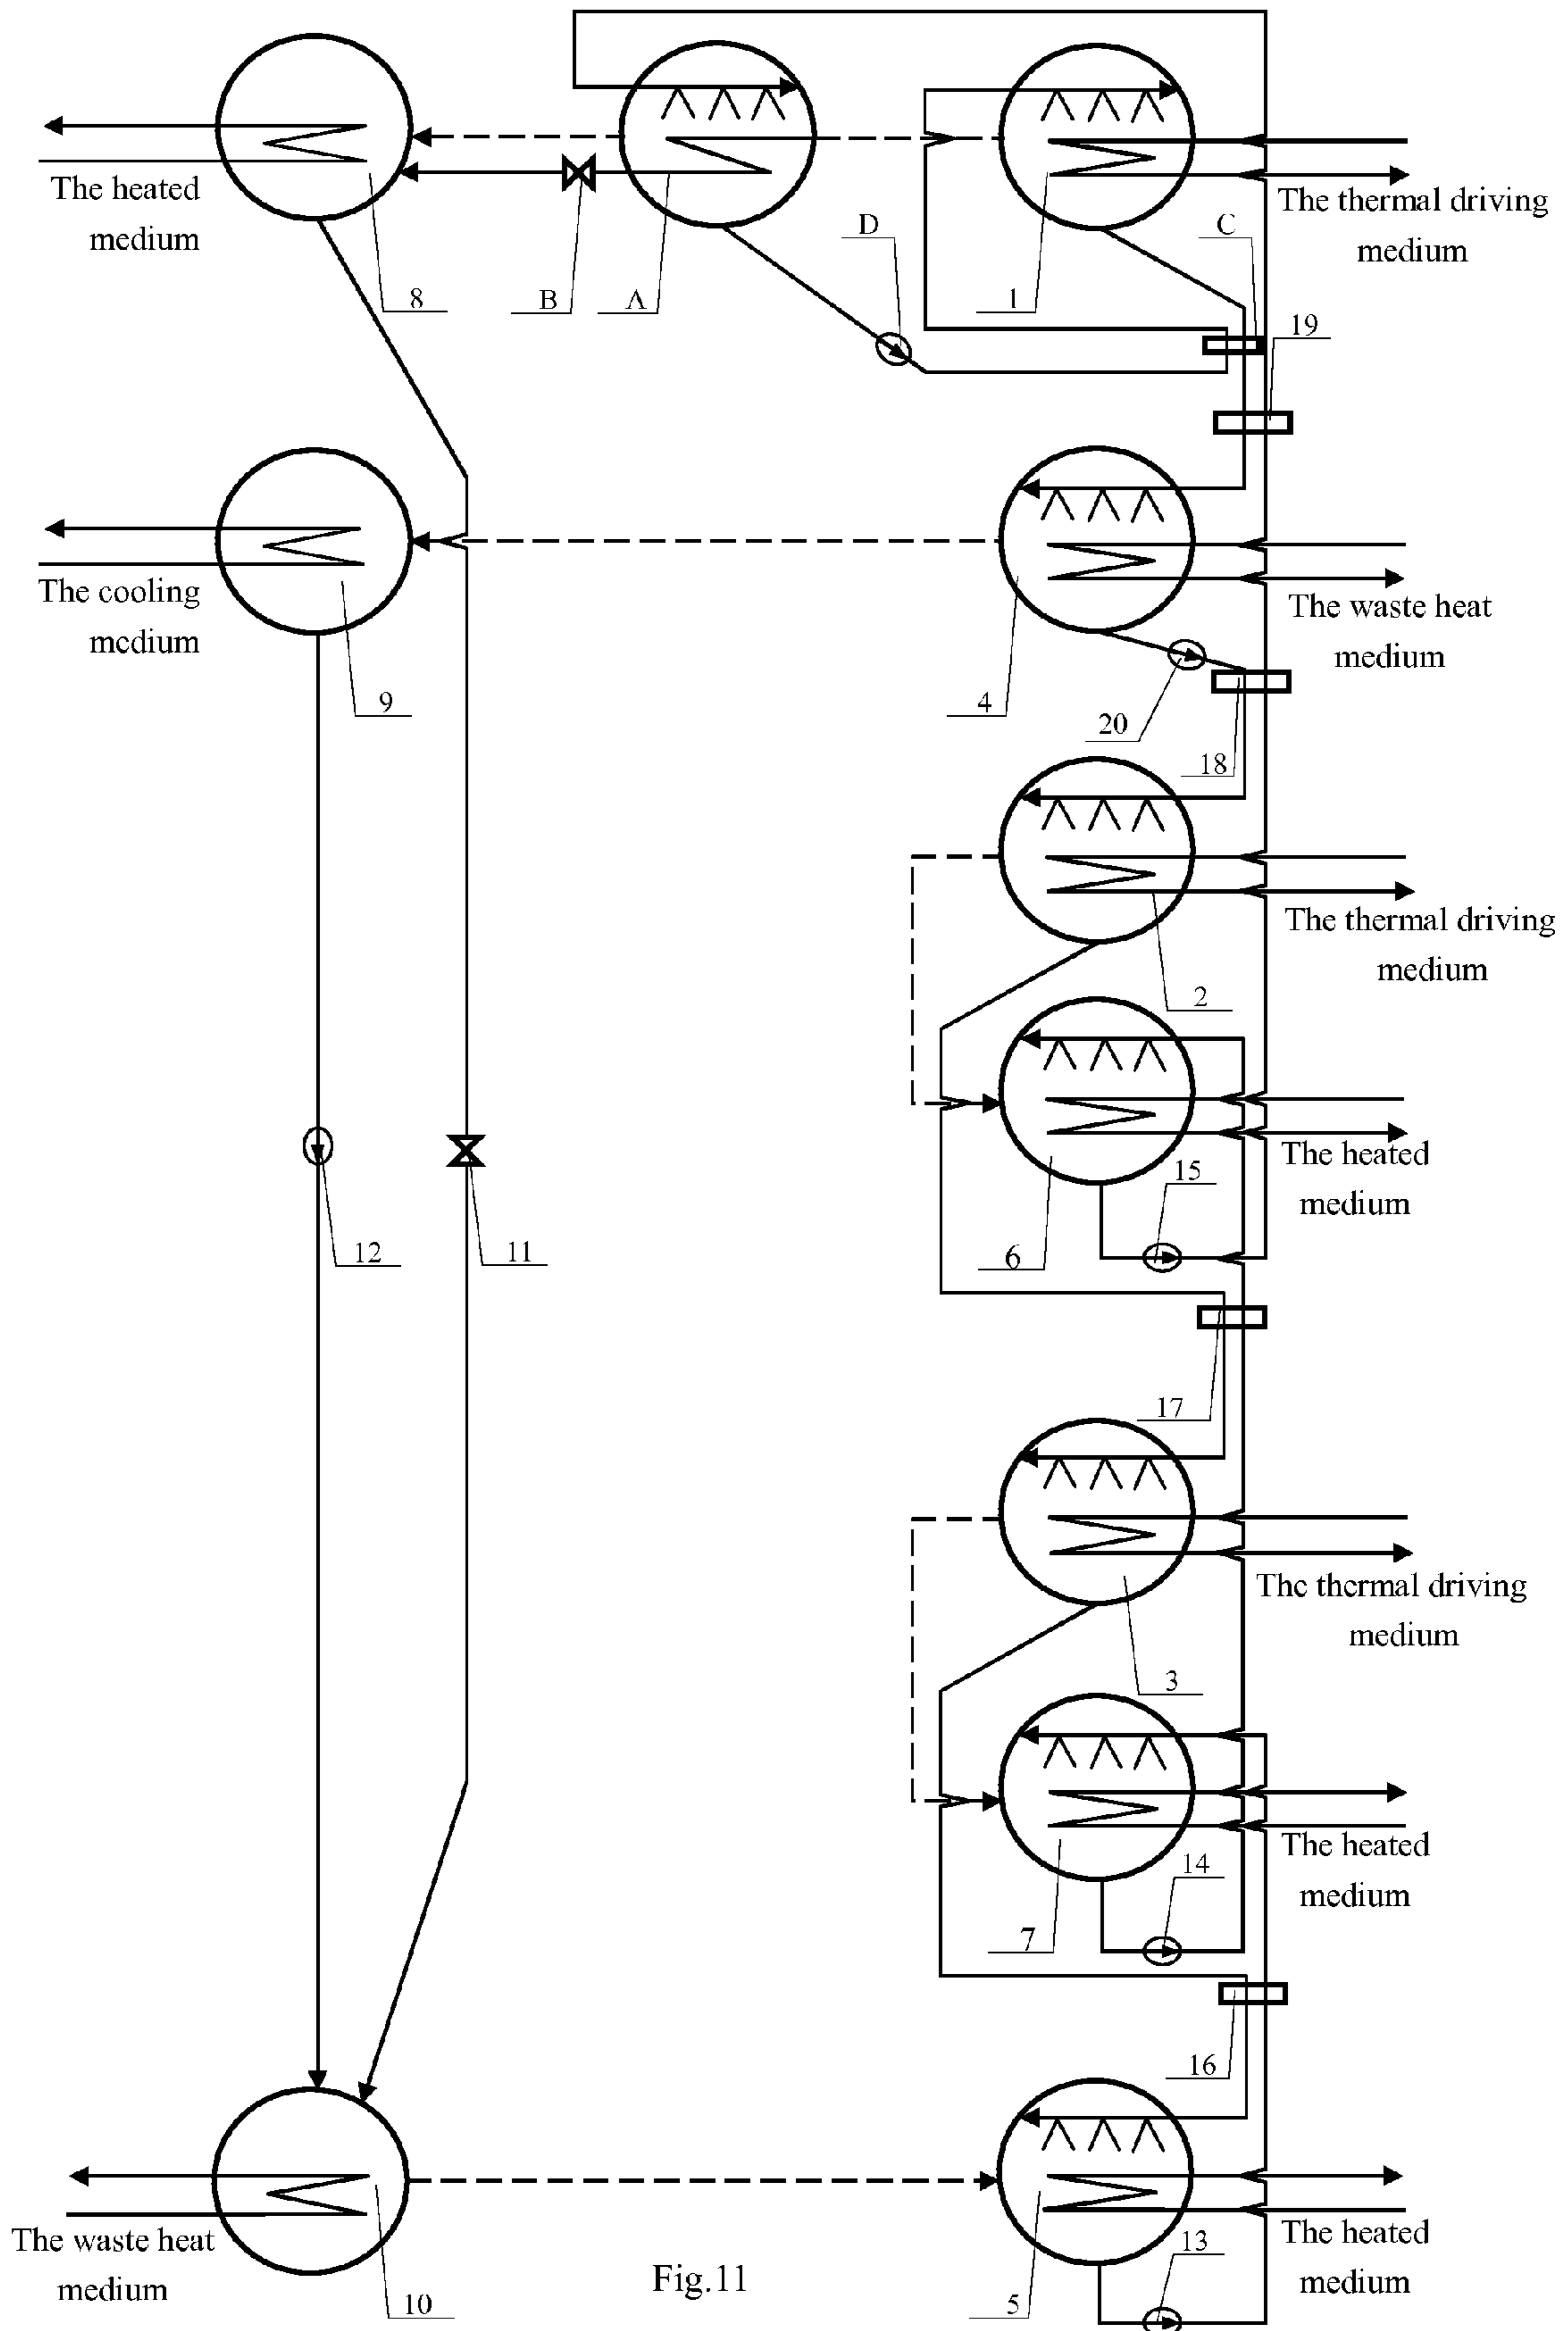 The heated
medium
8
B
A
D
1
C
The thermal driving
medium
19
The cooling
medium
9
4
20
The waste heat
medium
18
The thermal driving
medium
2
12
11
6
15
The heated
medium
17
The thermal driving
medium
3
7
14
The heated
medium
16
The waste heat
medium
10
Fig.11
5
13
The heated
medium